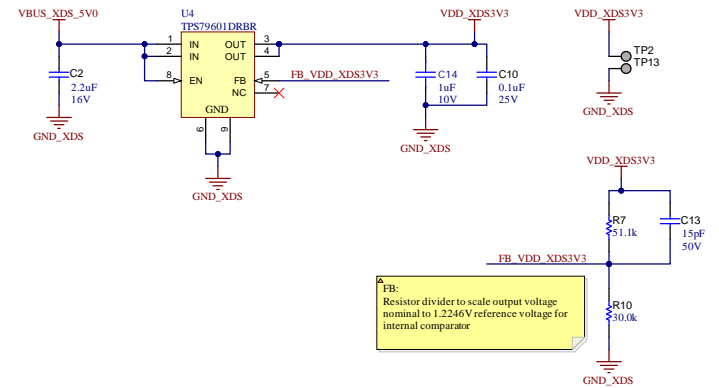 VBUS_XDS_5V0
C2
2.2uF
16V
GND_XDS
U4
TPS79601DRBR
1
IN
2
IN
8
EN
OUT
3
OUT
4
FB
5
NC
7
GND
6
9
GND_XDS
FB_VDD_XDS3V3
VDD_XDS3V3
C14
1uF
10V
C10
0.1uF
25V
GND_XDS
VDD_XDS3V3
TP2
TP13
GND_XDS
VDD_XDS3V3
R7
51.1k
C13
15pF
50V
FB_VDD_XDS3V3
R10
30.0k
GND_XDS
FB:
Resistor divider to scale output voltage
nominal to 1.2246V reference voltage for
internal comparator